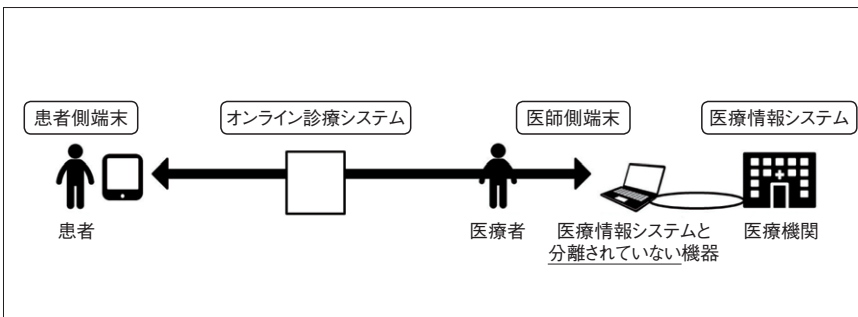 患者側端末
オンライン診療システム
医師側端末
医療情報システム
患者
医療者
医療情報システムと
分離されていない機器
医療機関